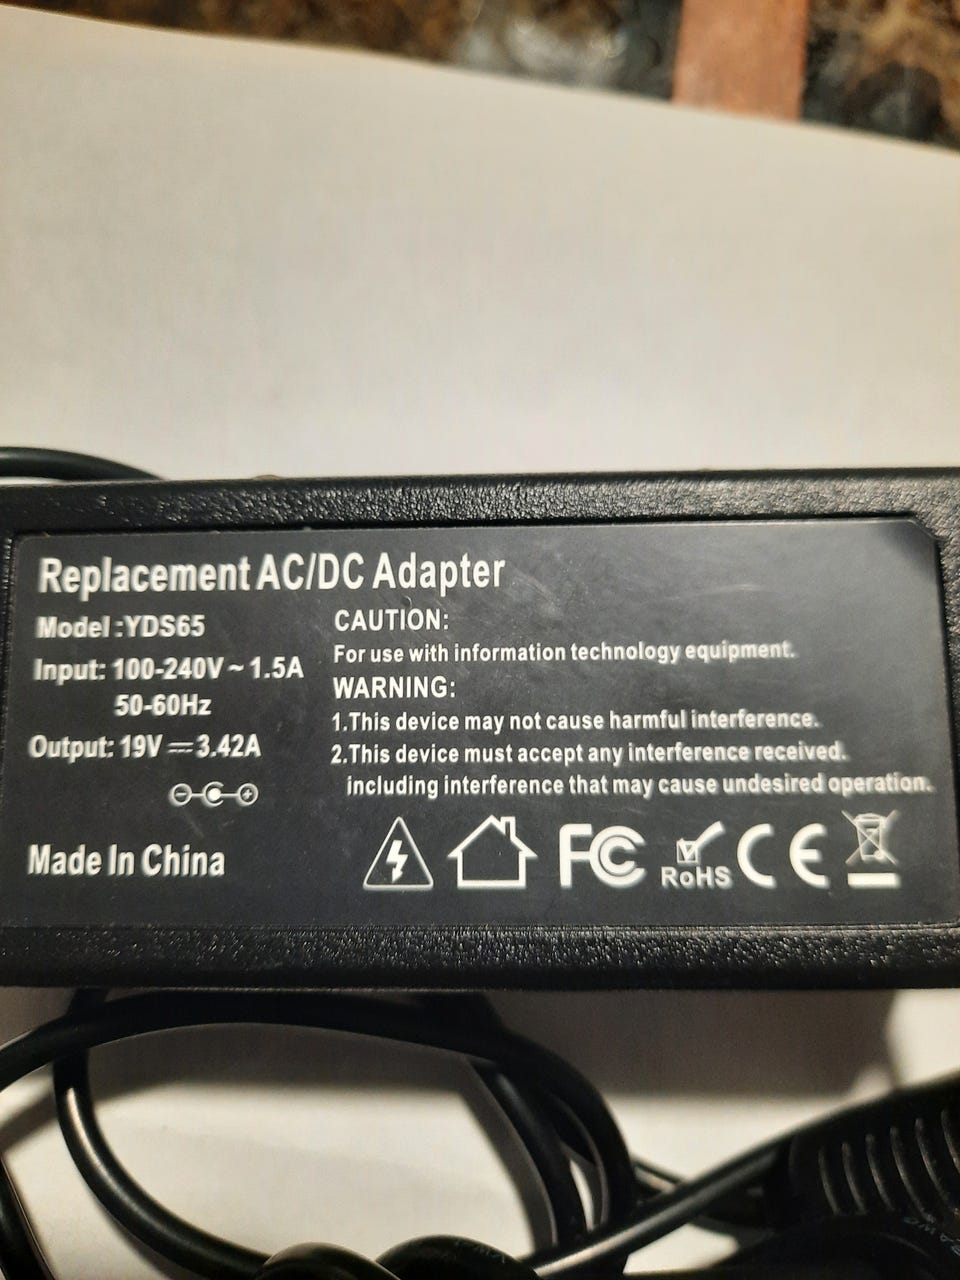 Replacement AC/DC Adapter
Model :YDS65
Input: 100-240V ~ 1.5A
50-60Hz
Output: 19V ⎓ 3.42A
Made In China
CAUTION:
For use with information technology equipment.
WARNING:
1.This device may not cause harmful interference.
2.This device must accept any interference received.
including interference that may cause undesired operation.
FC
RoHS
CE